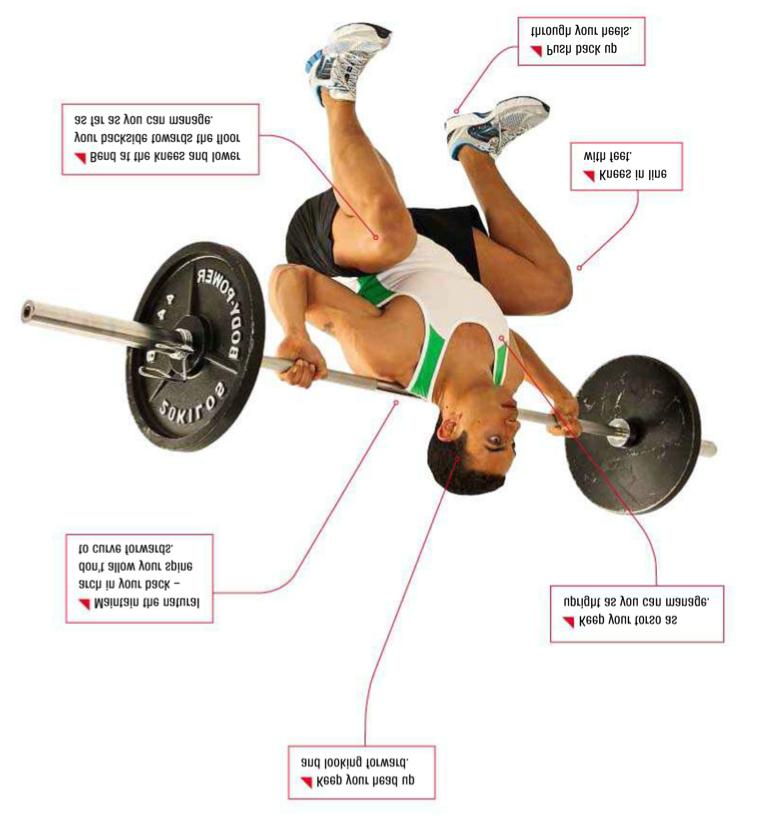 Keep your head up
and looking forward.
Maintain the natural
arch in your back –
don't allow your spine
to curve forwards.
Keep your torso as
upright as you can manage.
20KILOS
BODY-POWER
Bend at the knees and lower
your backside towards the floor
as far as you can manage.
Knees in line
with feet.
Push back up
through your heels.